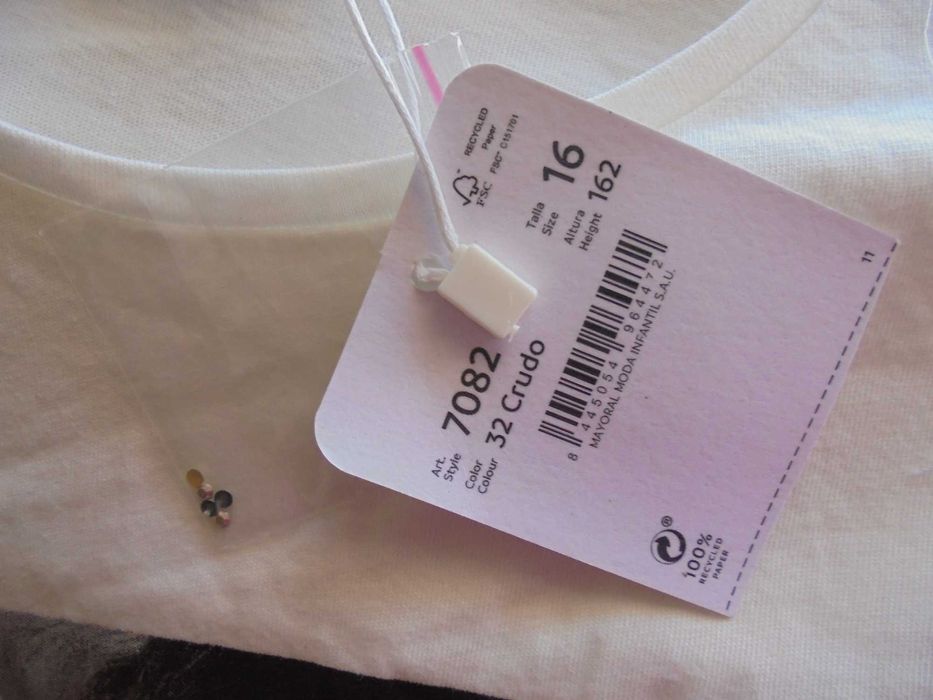 FSC
RECYCLED
Paper
FSC® C151701
Talla
Size
16
Altura
Height
162
Art.
Style
7082
Color
Colour
32 Crudo
8 445054 964472
MAYORAL MODA INFANTIL S.A.U.
100%
RECYCLED
PAPER
11